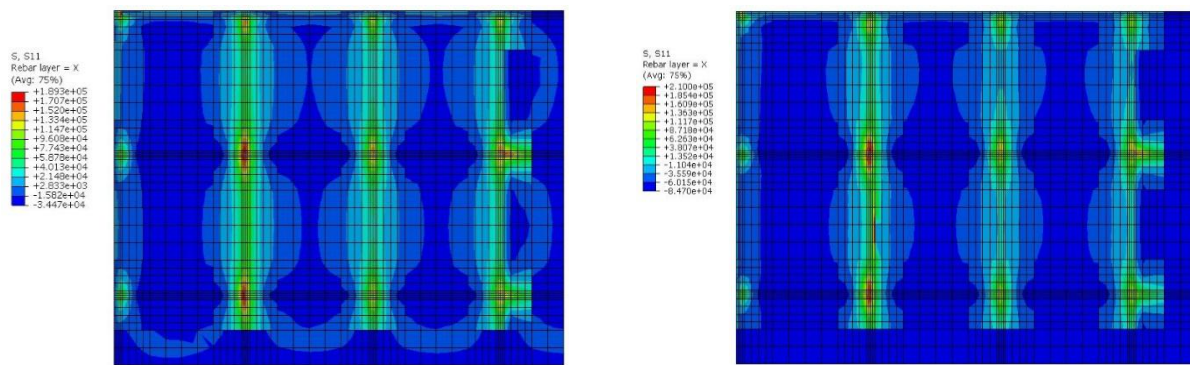 S, S11
Rebar layer = X
(Avg: 75%)
+1.893e+05
+1.707e+05
+1.520e+05
+1.334e+05
+1.147e+05
+9.608e+04
+7.743e+04
+5.878e+04
+4.013e+04
+2.148e+04
+2.833e+03
-1.582e+04
-3.447e+04
S, S11
Rebar layer = X
(Avg: 75%)
+2.100e+05
+1.854e+05
+1.609e+05
+1.363e+05
+1.117e+05
+8.718e+04
+6.263e+04
+3.807e+04
+1.352e+04
-1.104e+04
-3.559e+04
-6.015e+04
-8.470e+04